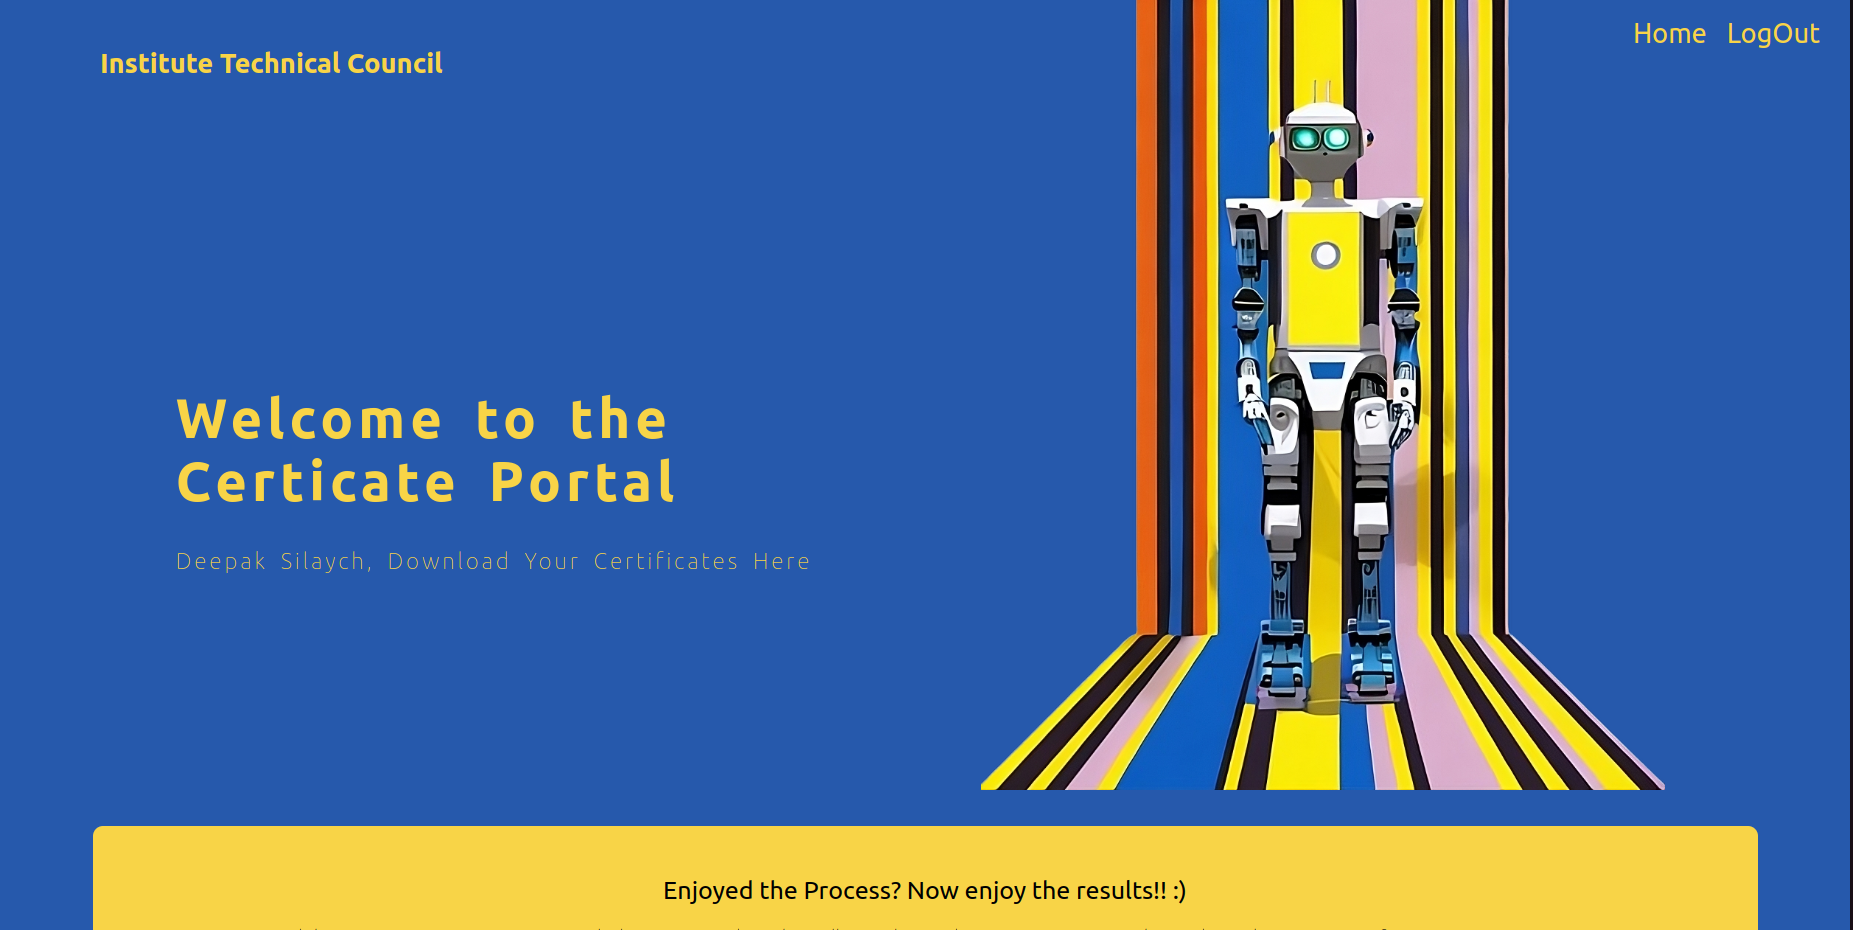 Home LogOut
Institute Technical Council
Welcome to the
Certicate Portal
Deepak Silaych, Download Your Certificates Here
Enjoyed the Process? Now enjoy the results!! :)